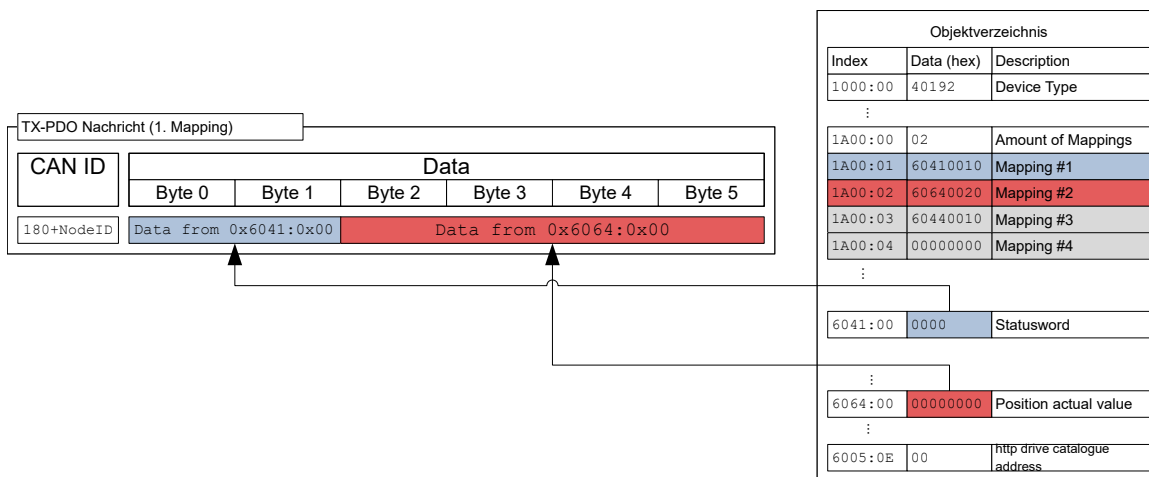 TX-PDO Nachricht (1. Mapping)
CAN ID Data
Byte 0 Byte 1 Byte 2 Byte 3 Byte 4 Byte 5
180+NodeID Data from 0x6041:0x00 Data from 0x6064:0x00
Objektverzeichnis
Index Data (hex) Description
1000:00 40192 Device Type
⋮
1A00:00 02 Amount of Mappings
1A00:01 60410010 Mapping #1
1A00:02 60640020 Mapping #2
1A00:03 60440010 Mapping #3
1A00:04 00000000 Mapping #4
⋮
6041:00 0000 Statusword
⋮
6064:00 00000000 Position actual value
⋮
6005:0E 00 http drive catalogue
address